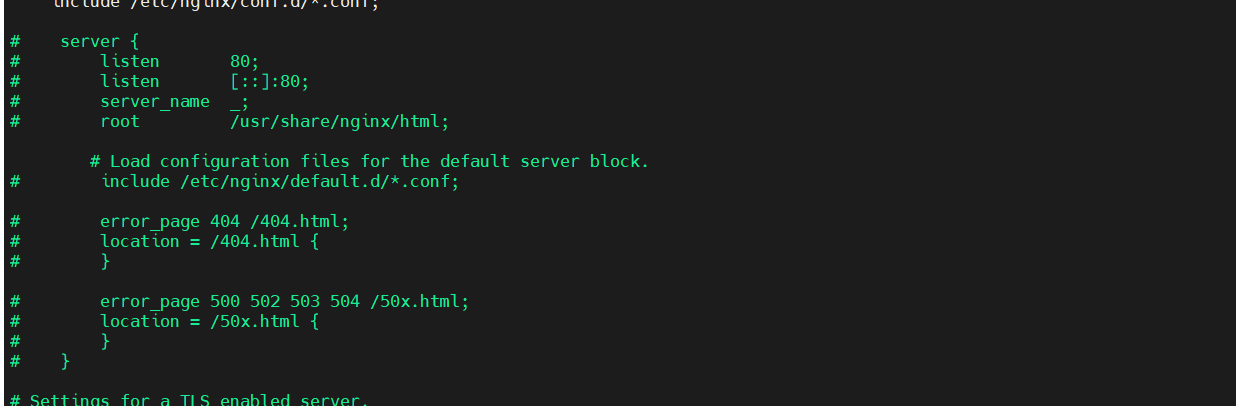 include /etc/nginx/conf.d/*.conf;
#    server {
#        listen       80;
#        listen       [::]:80;
#        server_name  _;
#        root         /usr/share/nginx/html;
        # Load configuration files for the default server block.
#        include /etc/nginx/default.d/*.conf;
#        error_page 404 /404.html;
#        location = /404.html {
#        }
#        error_page 500 502 503 504 /50x.html;
#        location = /50x.html {
#        }
#    }
# Settings for a TLS enabled server.